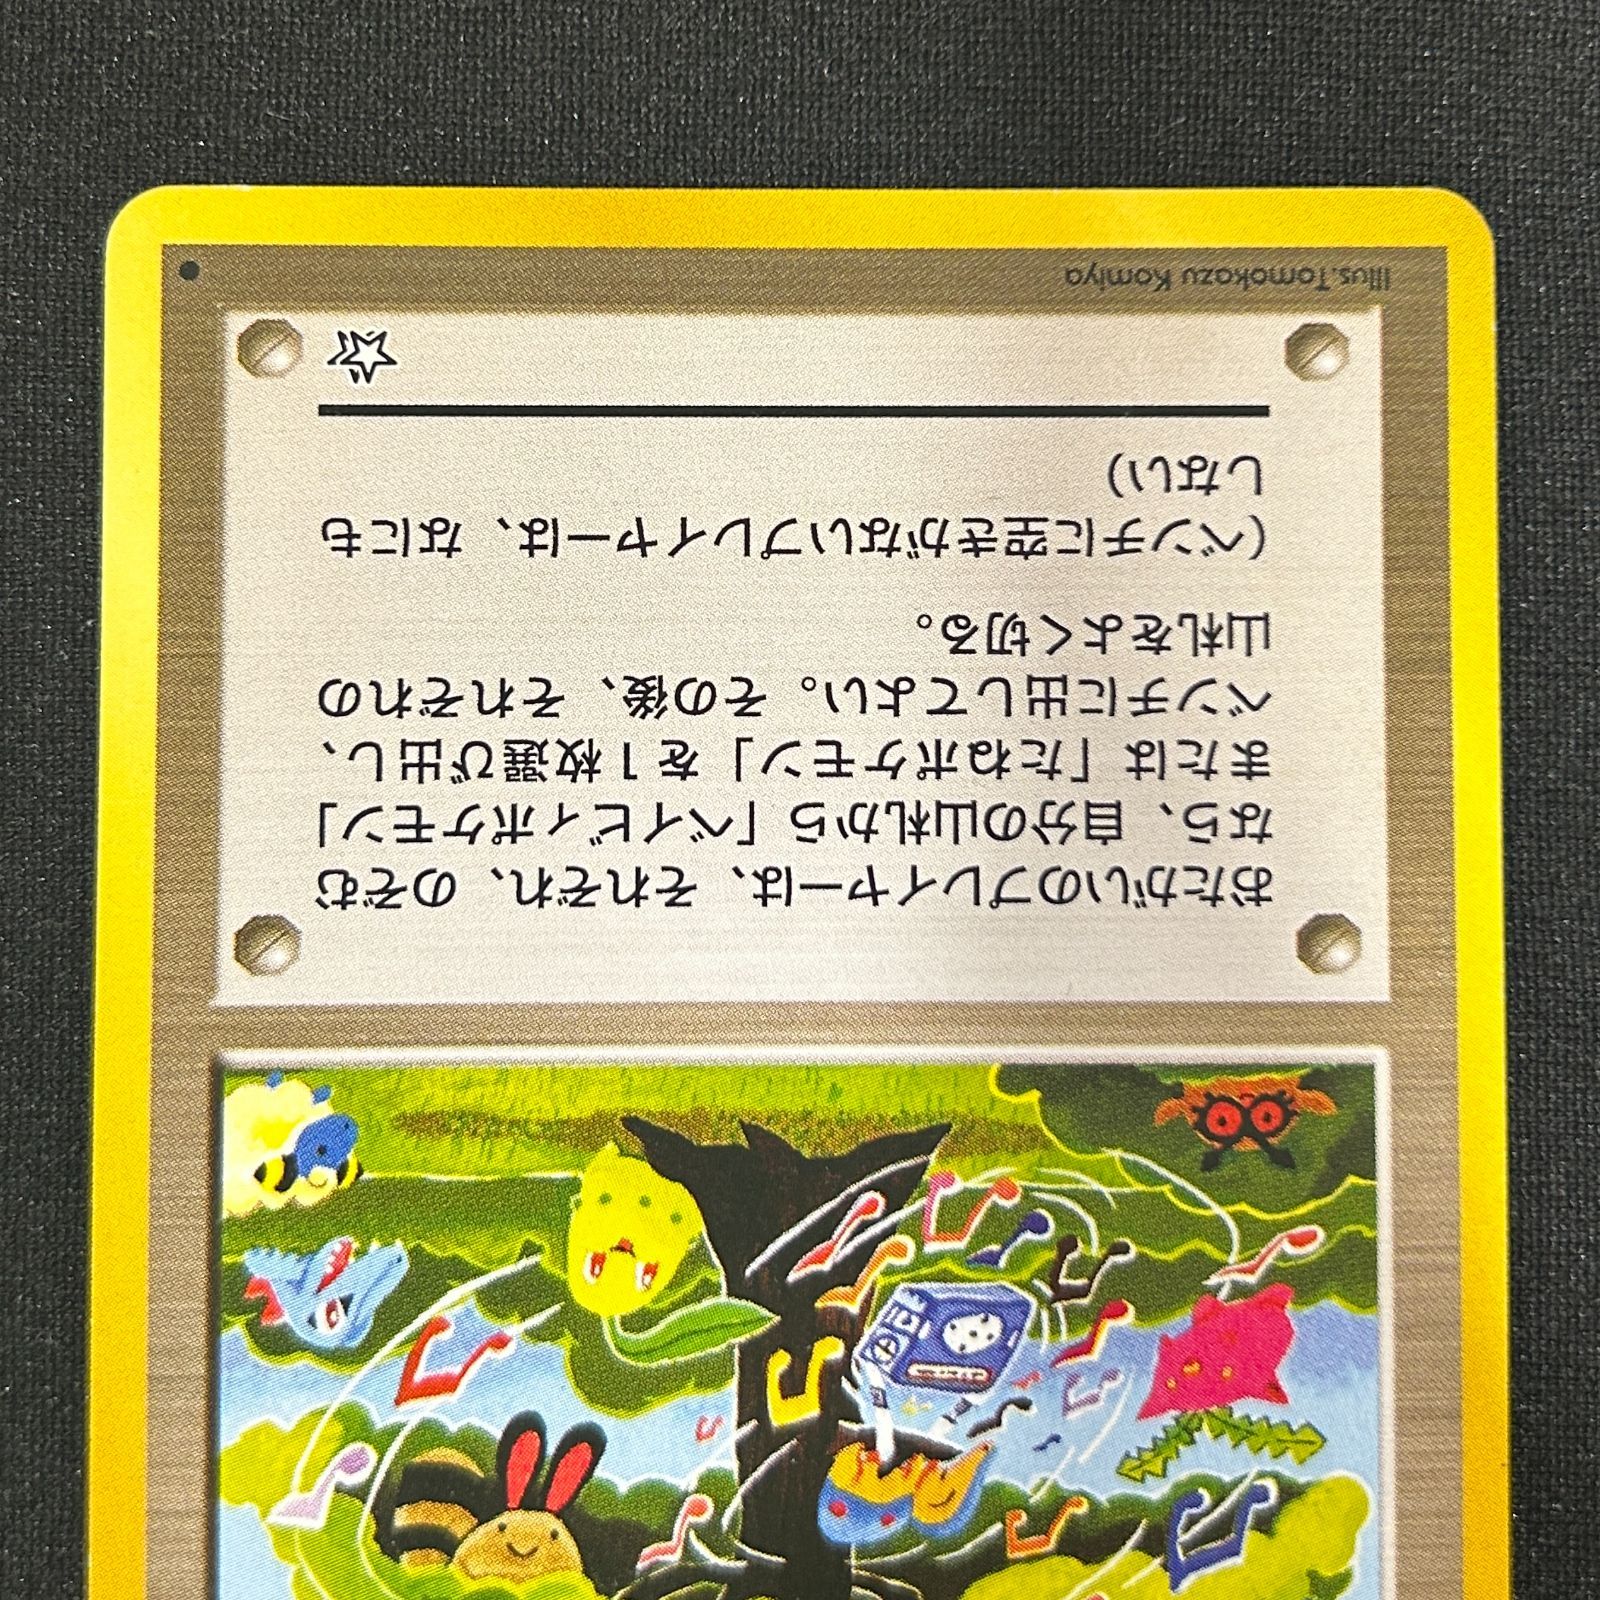 おたがいのプレイヤーは、それぞれ、のぞむ
なら、自分の山札から「ベイビィポケモン」
または「たねポケモン」を1枚選び出し、
ベンチに出してよい。その後、それぞれの
山札をよく切る。
(ベンチに空きがないプレイヤーは、なにも
しない)
Illus.Tomokazu Komiya